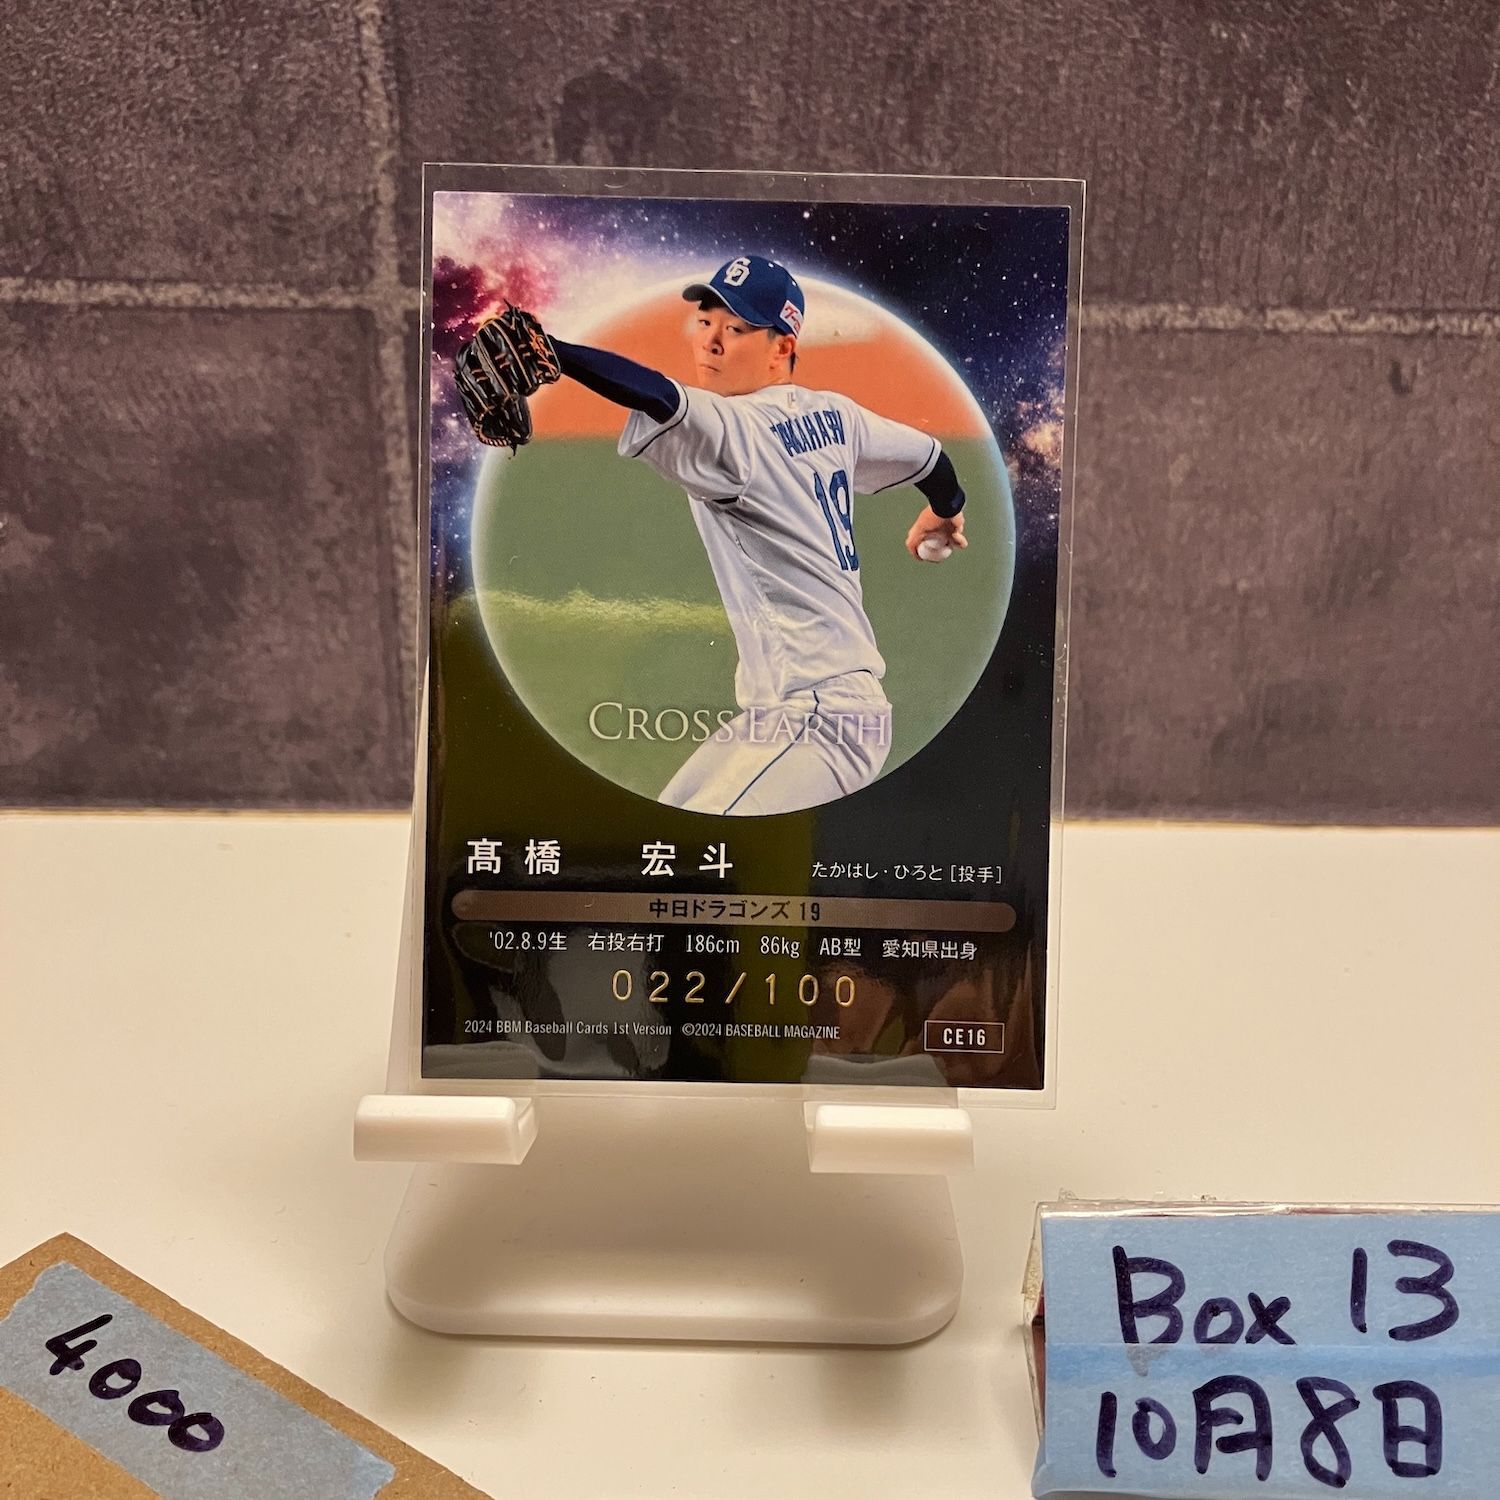 CD
TAKAHASHI
19
CROSS EARTH
髙橋 宏斗 たかはし・ひろと [投手]
中日ドラゴンズ 19
'02.8.9生 右投右打 186cm 86kg AB型 愛知県出身
022/100
2024 BBM Baseball Cards 1st Version ©2024 BASEBALL MAGAZINE CE16
4000
Box 13
10月8日